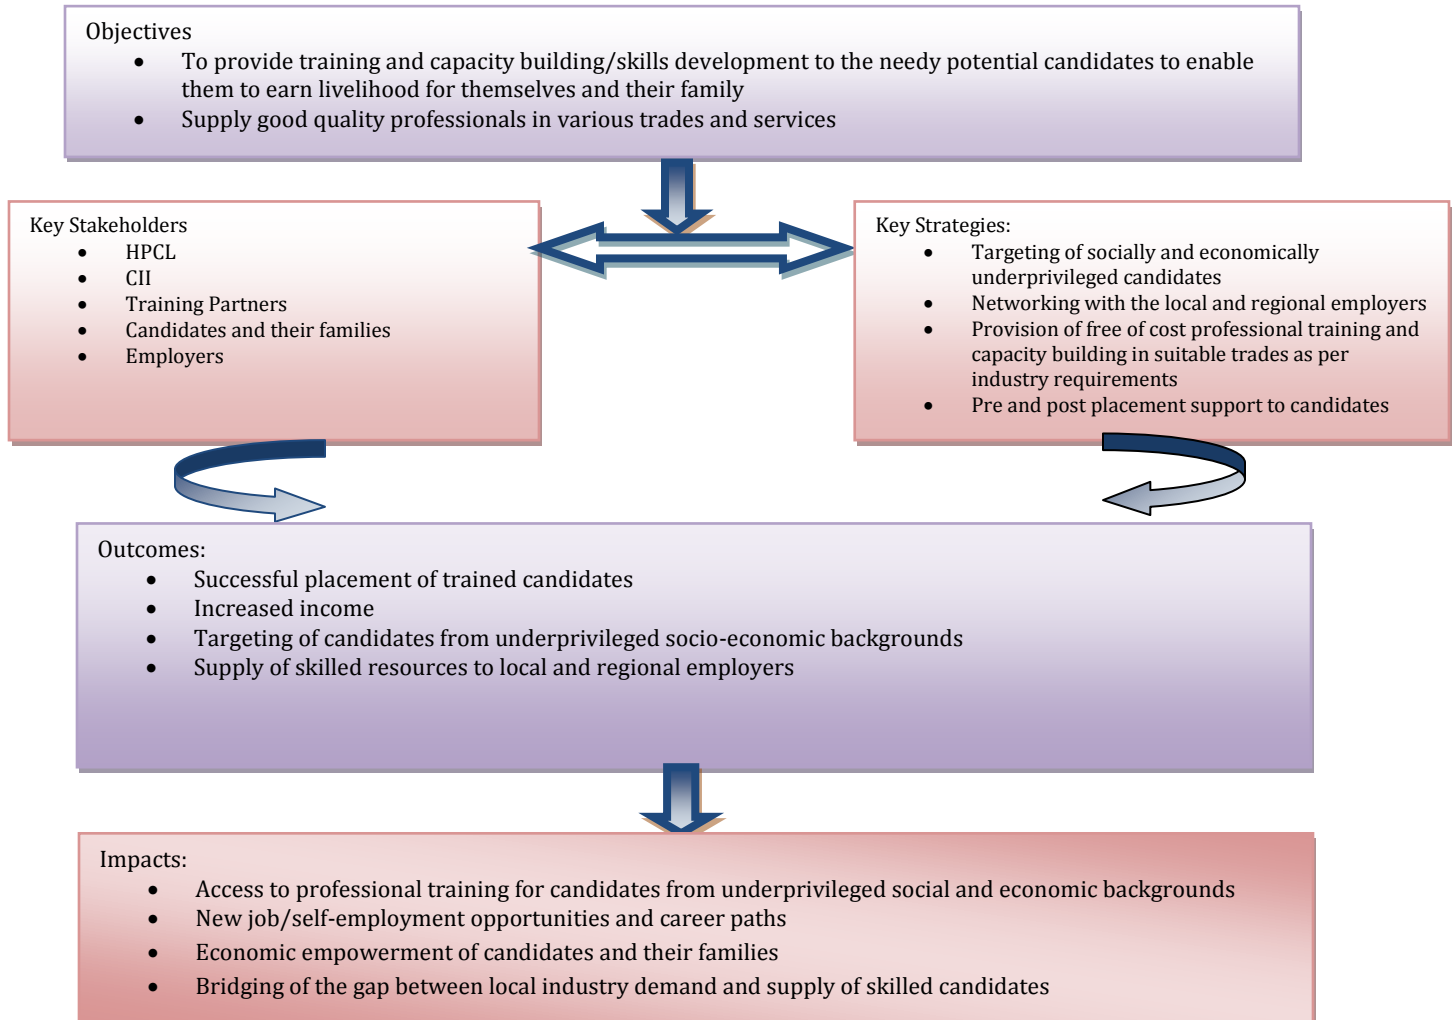 Objectives
• To provide training and capacity building/skills development to the needy potential candidates to enable
them to earn livelihood for themselves and their family
• Supply good quality professionals in various trades and services
Key Stakeholders
• HPCL
• CII
• Training Partners
• Candidates and their families
• Employers
Key Strategies:
• Targeting of socially and economically
underprivileged candidates
• Networking with the local and regional employers
• Provision of free of cost professional training and
capacity building in suitable trades as per
industry requirements
• Pre and post placement support to candidates
Outcomes:
• Successful placement of trained candidates
• Increased income
• Targeting of candidates from underprivileged socio-economic backgrounds
• Supply of skilled resources to local and regional employers
Impacts:
• Access to professional training for candidates from underprivileged social and economic backgrounds
• New job/self-employment opportunities and career paths
• Economic empowerment of candidates and their families
• Bridging of the gap between local industry demand and supply of skilled candidates